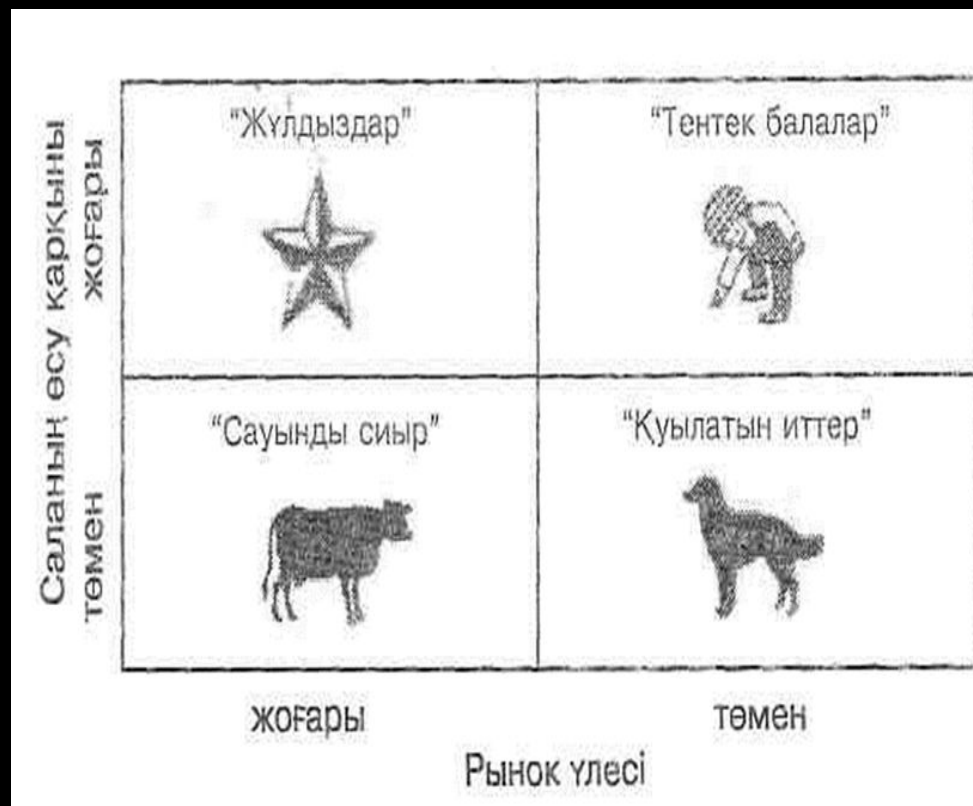 Саланың өсу қарқыны
жоғары
төмен
“Жұлдыздар”
“Тентек балалар”
“Сауынды сиыр”
“Қуылатын иттер”
жоғары
төмен
Рынок үлесі